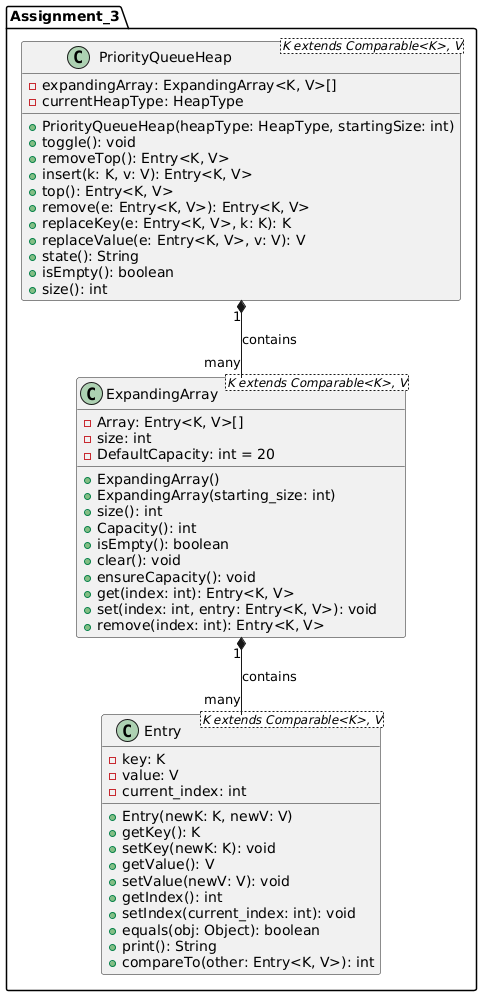 Assignment_3
C PriorityQueueHeap
K extends Comparable<K>, V
expandingArray: ExpandingArray<K, V>[]
currentHeapType: HeapType
PriorityQueueHeap(heapType: HeapType, startingSize: int)
toggle(): void
removeTop(): Entry<K, V>
insert(k: K, v: V): Entry<K, V>
top(): Entry<K, V>
remove(e: Entry<K, V>): Entry<K, V>
replaceKey(e: Entry<K, V>, k: K): K
replaceValue(e: Entry<K, V>, v: V): V
state(): String
isEmpty(): boolean
size(): int
1
contains
many
C ExpandingArray
K extends Comparable<K>, V
Array: Entry<K, V>[]
size: int
DefaultCapacity: int = 20
ExpandingArray()
ExpandingArray(starting_size: int)
size(): int
Capacity(): int
isEmpty(): boolean
clear(): void
ensureCapacity(): void
get(index: int): Entry<K, V>
set(index: int, entry: Entry<K, V>): void
remove(index: int): Entry<K, V>
1
contains
many
C Entry
K extends Comparable<K>, V
key: K
value: V
current_index: int
Entry(newK: K, newV: V)
getKey(): K
setKey(newK: K): void
getValue(): V
setValue(newV: V): void
getIndex(): int
setIndex(current_index: int): void
equals(obj: Object): boolean
print(): String
compareTo(other: Entry<K, V>): int